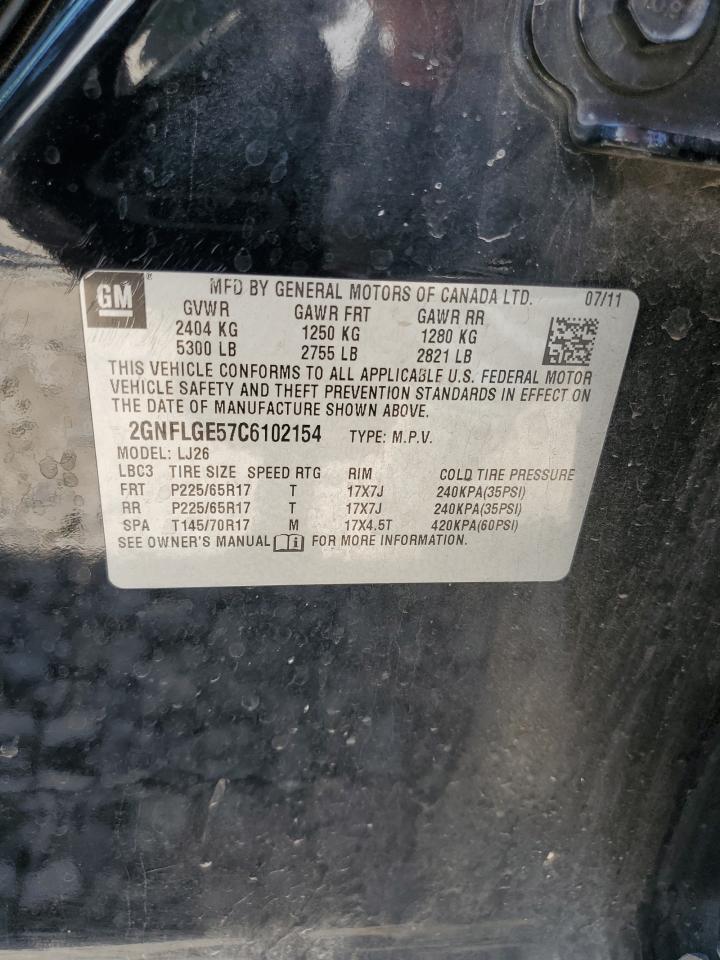 GM
MFD BY GENERAL MOTORS OF CANADA LTD. 07/11
GVWR GAWR FRT GAWR RR
2404 KG 1250 KG 1280 KG
5300 LB 2755 LB 2821 LB
THIS VEHICLE CONFORMS TO ALL APPLICABLE U.S. FEDERAL MOTOR
VEHICLE SAFETY AND THEFT PREVENTION STANDARDS IN EFFECT ON
THE DATE OF MANUFACTURE SHOWN ABOVE.
2GNFLGE57C6102154 TYPE: M.P.V.
MODEL: LJ26
LBC3 TIRE SIZE SPEED RTG RIM COLD TIRE PRESSURE
FRT P225/65R17 T 17X7J 240KPA(35PSI)
RR P225/65R17 T 17X7J 240KPA(35PSI)
SPA T145/70R17 M 17X4.5T 420KPA(60PSI)
SEE OWNER'S MANUAL FOR MORE INFORMATION.